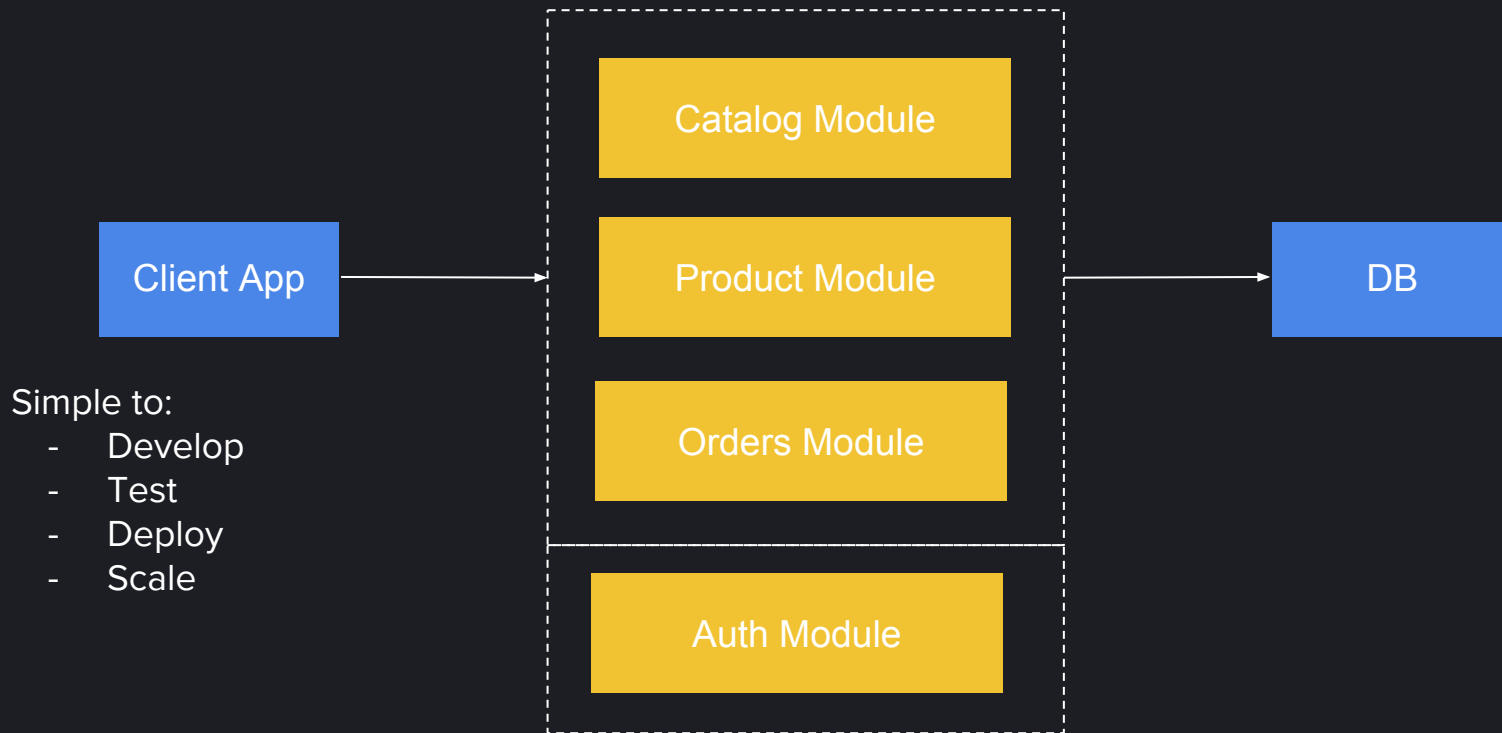 Catalog Module
Client App
Product Module
DB
Simple to:
- Develop
- Test
- Deploy
- Scale
Orders Module
Auth Module